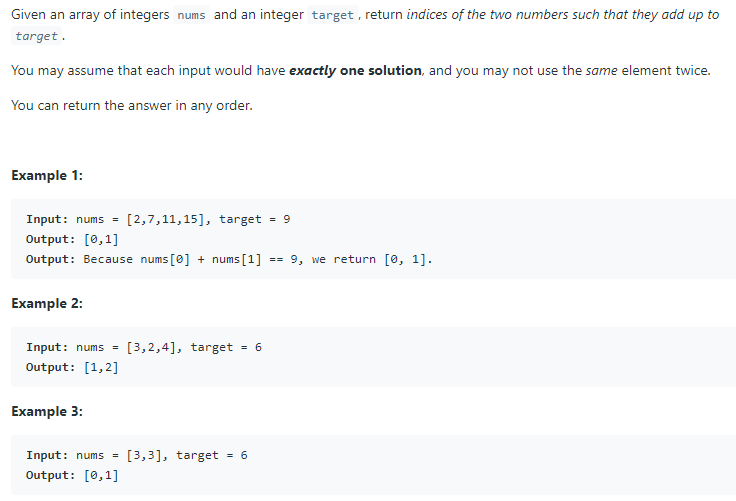 Given an array of integers nums and an integer target , return indices of the two numbers such that they add up to
target .
You may assume that each input would have exactly one solution, and you may not use the same element twice.
You can return the answer in any order.
Example 1:
Input: nums = [2,7,11,15], target = 9
Output: [0,1]
Output: Because nums[0] + nums[1] == 9, we return [0, 1].
Example 2:
Input: nums = [3,2,4], target = 6
Output: [1,2]
Example 3:
Input: nums = [3,3], target = 6
Output: [0,1]